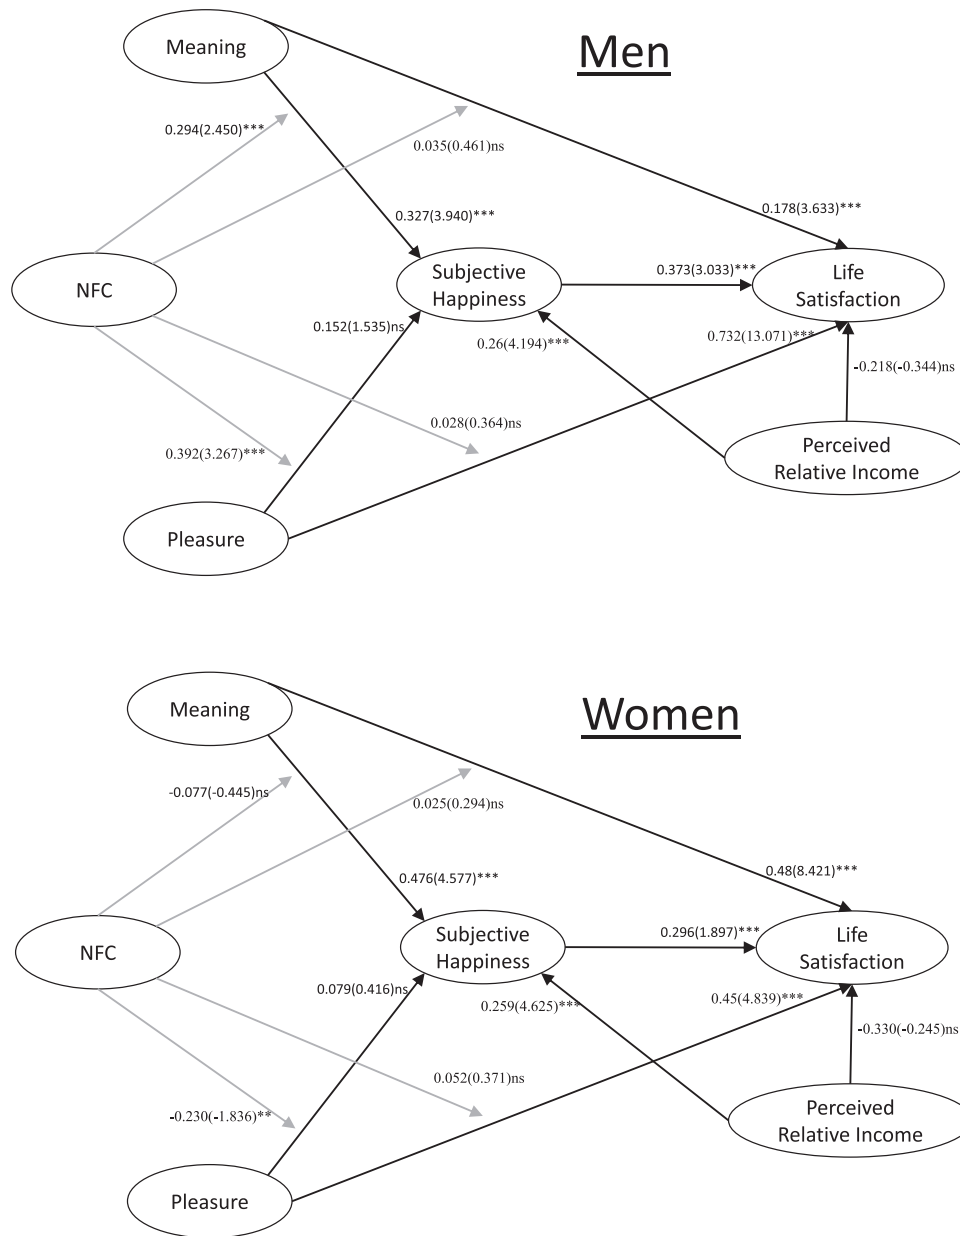 Meaning
Men
0.294(2.450)***
0.035(0.461)ns
0.327(3.940)***
0.178(3.633)***
NFC
Subjective
Happiness
0.373(3.033)***
Life
Satisfaction
0.152(1.535)ns
0.26(4.194)***
0.732(13.071)***
-0.218(-0.344)ns
0.028(0.364)ns
0.392(3.267)***
Perceived
Relative Income
Pleasure
Meaning
Women
-0.077(-0.445)ns
0.025(0.294)ns
0.476(4.577)***
0.48(8.421)***
NFC
Subjective
Happiness
0.296(1.897)***
Life
Satisfaction
0.079(0.416)ns
0.259(4.625)***
0.45(4.839)***
-0.330(-0.245)ns
0.052(0.371)ns
-0.230(-1.836)**
Perceived
Relative Income
Pleasure